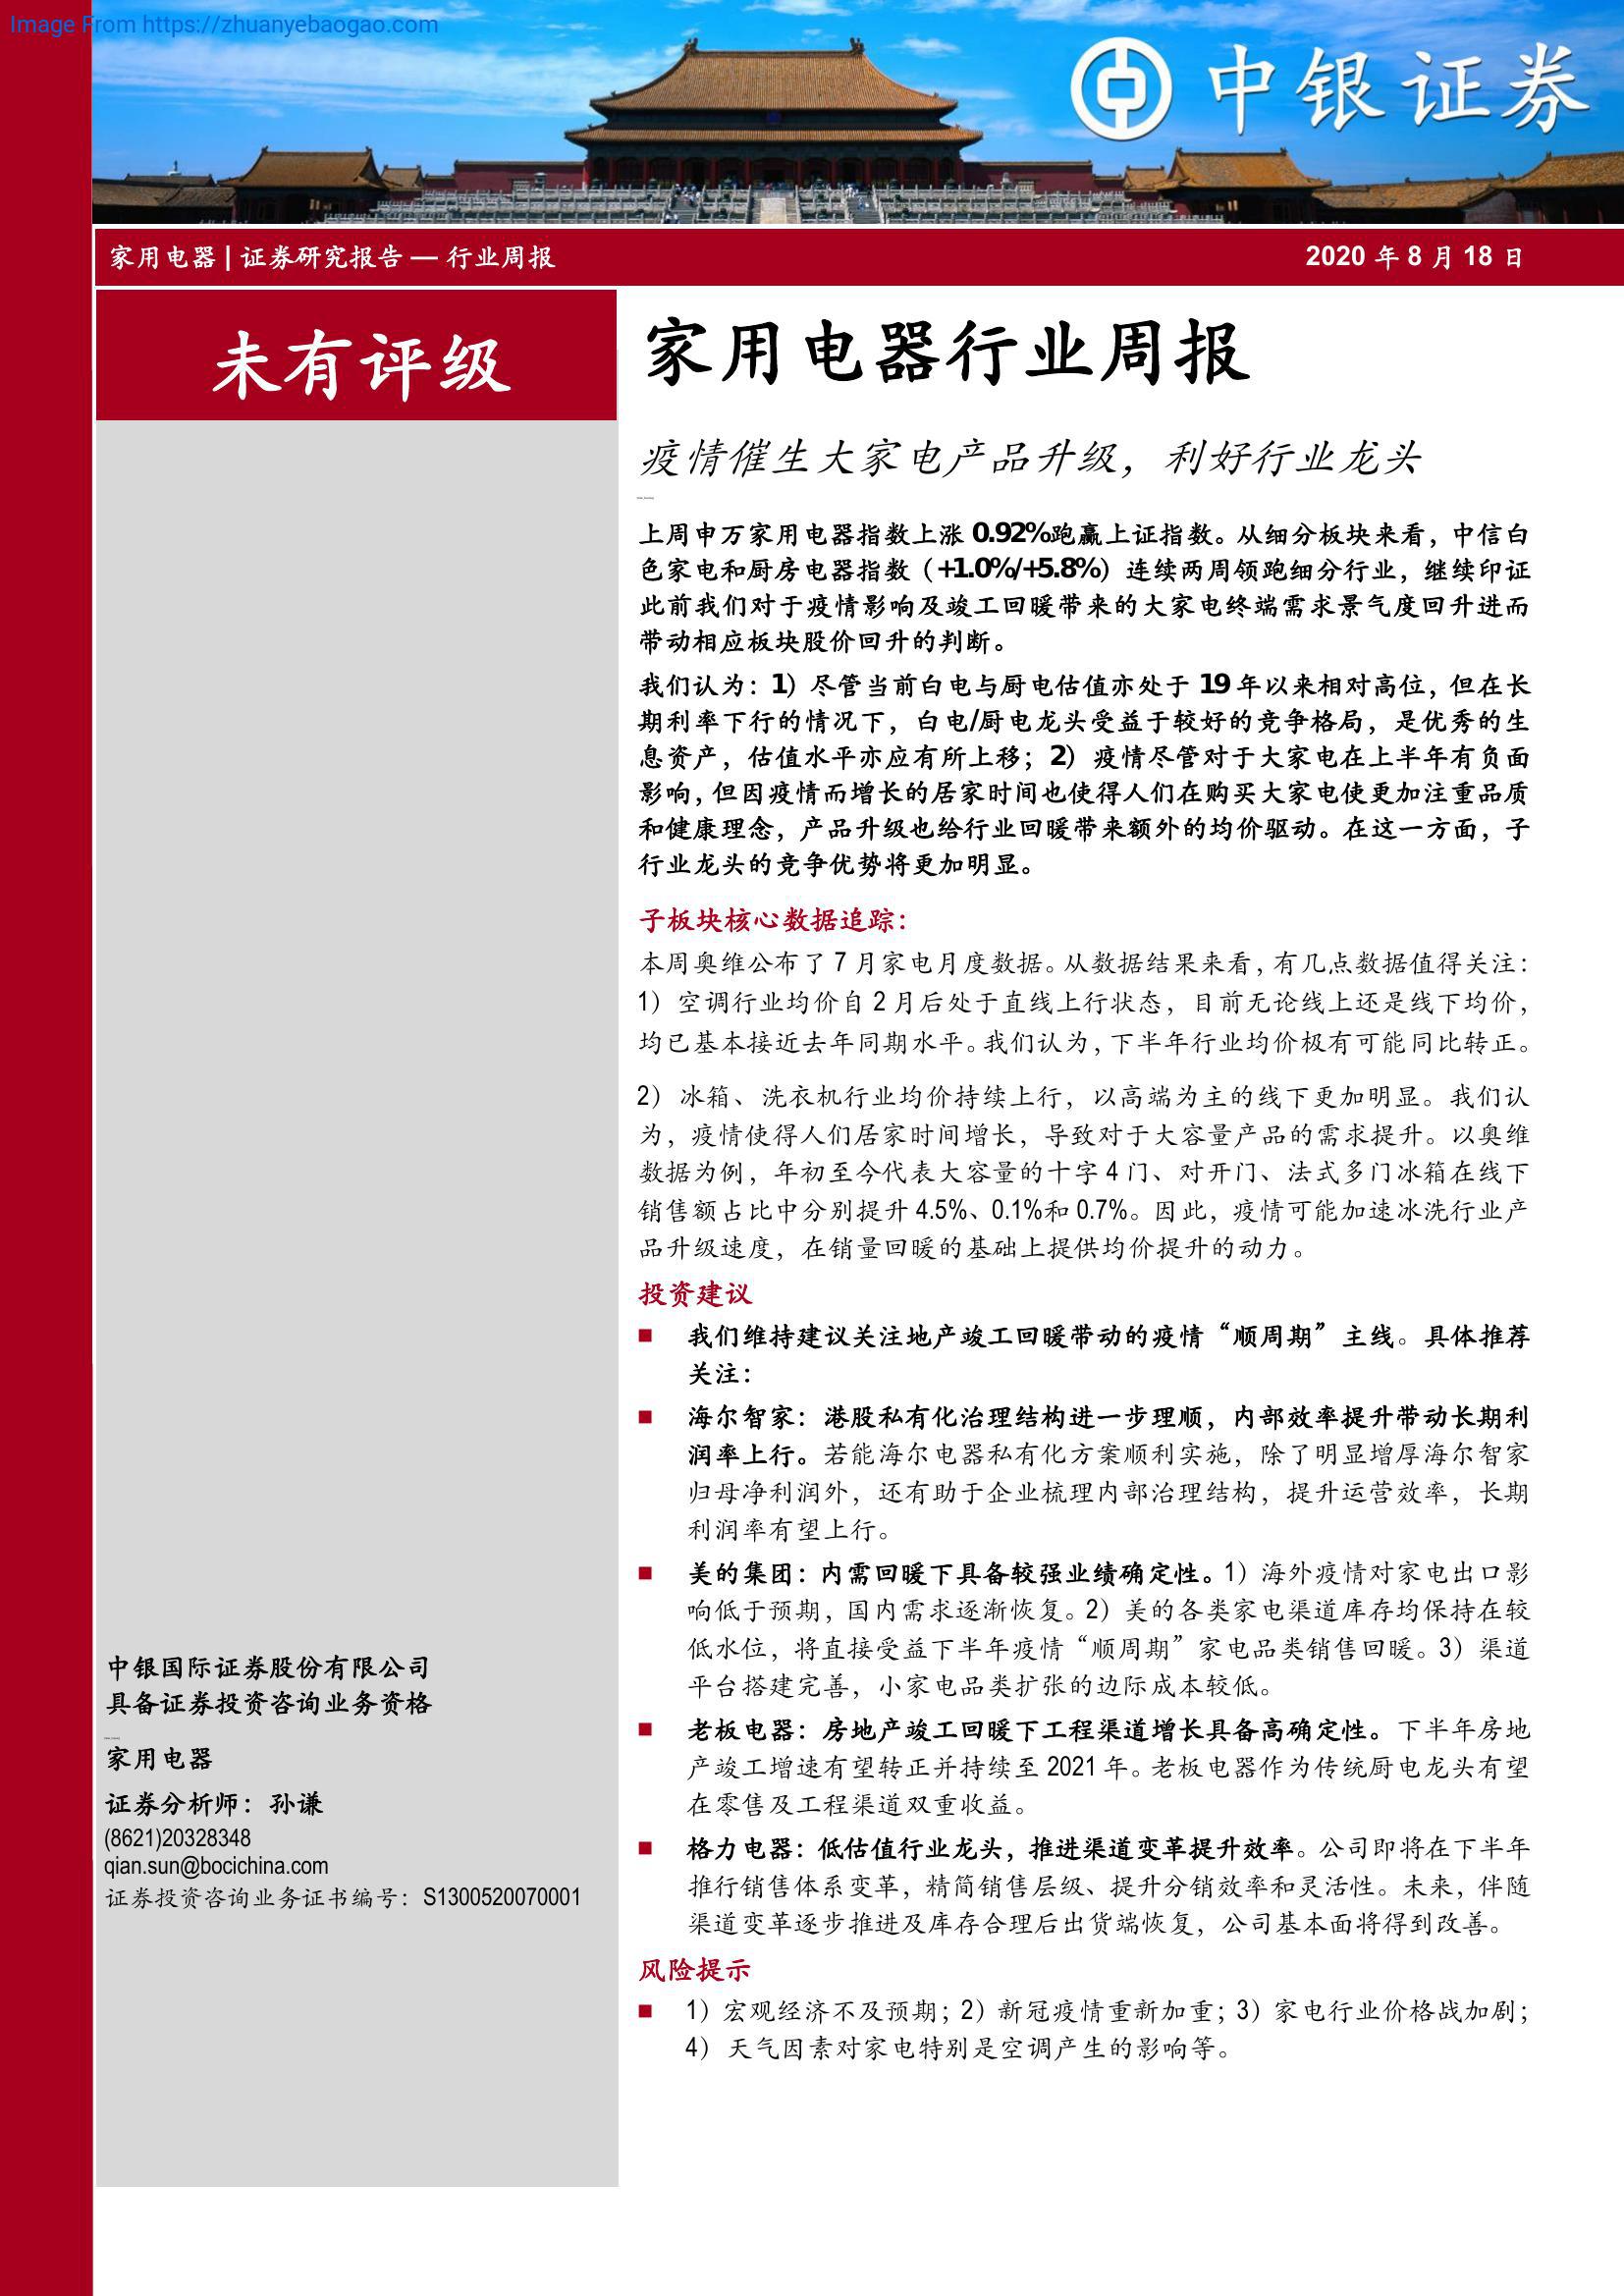 Image From https://zhuanyebaogao.com
中银证券
家用电器 | 证券研究报告 — 行业周报
2020 年 8 月 18 日
未有评级
家用电器行业周报
疫情催生大家电产品升级，利好行业龙头
上周申万家用电器指数上涨 0.92%跑赢上证指数。从细分板块来看，中信白
色家电和厨房电器指数（+1.0%/+5.8%）连续两周领跑细分行业，继续印证
此前我们对于疫情影响及竣工回暖带来的大家电终端需求景气度回升进而
带动相应板块股价回升的判断。
我们认为：1）尽管当前白电与厨电估值亦处于 19 年以来相对高位，但在长
期利率下行的情况下，白电/厨电龙头受益于较好的竞争格局，是优秀的生
息资产，估值水平亦应有所上移；2）疫情尽管对于大家电在上半年有负面
影响，但因疫情而增长的居家时间也使得人们在购买大家电使更加注重品质
和健康理念，产品升级也给行业回暖带来额外的均价驱动。在这一方面，子
行业龙头的竞争优势将更加明显。
子板块核心数据追踪：
本周奥维公布了 7 月家电月度数据。从数据结果来看，有几点数据值得关注：
1）空调行业均价自 2 月后处于直线上行状态，目前无论线上还是线下均价，
均已基本接近去年同期水平。我们认为，下半年行业均价极有可能同比转正。
2）冰箱、洗衣机行业均价持续上行，以高端为主的线下更加明显。我们认
为，疫情使得人们居家时间增长，导致对于大容量产品的需求提升。以奥维
数据为例，年初至今代表大容量的十字 4 门、对开门、法式多门冰箱在线下
销售额占比中分别提升 4.5%、0.1%和 0.7%。因此，疫情可能加速冰洗行业产
品升级速度，在销量回暖的基础上提供均价提升的动力。
投资建议
■ 我们维持建议关注地产竣工回暖带动的疫情“顺周期”主线。具体推荐
关注：
■ 海尔智家：港股私有化治理结构进一步理顺，内部效率提升带动长期利
润率上行。若能海尔电器私有化方案顺利实施，除了明显增厚海尔智家
归母净利润外，还有助于企业梳理内部治理结构，提升运营效率，长期
利润率有望上行。
■ 美的集团：内需回暖下具备较强业绩确定性。1）海外疫情对家电出口影
响低于预期，国内需求逐渐恢复。2）美的各类家电渠道库存均保持在较
低水位，将直接受益下半年疫情“顺周期”家电品类销售回暖。3）渠道
平台搭建完善，小家电品类扩张的边际成本较低。
■ 老板电器：房地产竣工回暖下工程渠道增长具备高确定性。下半年房地
产竣工增速有望转正并持续至 2021 年。老板电器作为传统厨电龙头有望
在零售及工程渠道双重收益。
■ 格力电器：低估值行业龙头，推进渠道变革提升效率。公司即将在下半年
推行销售体系变革，精简销售层级、提升分销效率和灵活性。未来，伴随
渠道变革逐步推进及库存合理后出货端恢复，公司基本面将得到改善。
风险提示
■ 1）宏观经济不及预期；2）新冠疫情重新加重；3）家电行业价格战加剧；
4）天气因素对家电特别是空调产生的影响等。
中银国际证券股份有限公司
具备证券投资咨询业务资格
家用电器
证券分析师：孙谦
(8621)20328348
qian.sun@bocichina.com
证券投资咨询业务证书编号：S1300520070001